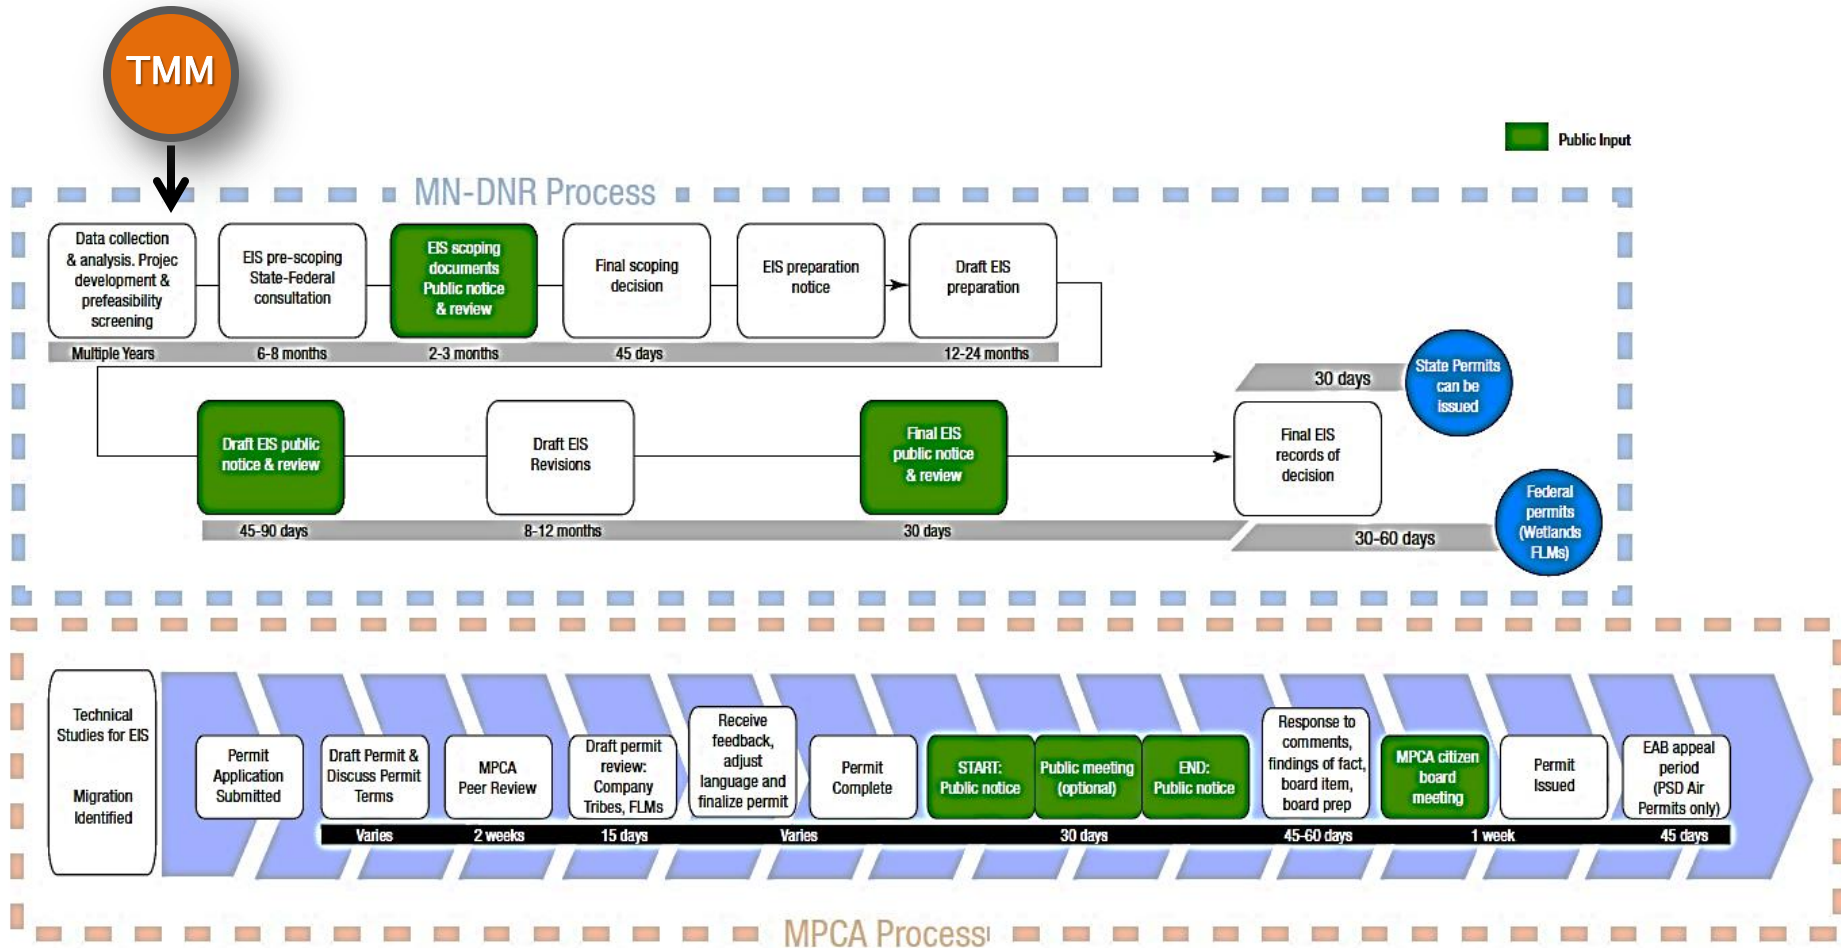 TMM
Public Input
MN-DNR Process
Data collection
& analysis. Projec
development &
prefeasibility
screening
EIS pre-scoping
State-Federal
consultation
EIS scoping
documents
Public notice
& review
Final scoping
decision
EIS preparation
notice
Draft EIS
preparation
Multiple Years
6-8 months
2-3 months
45 days
12-24 months
30 days
State Permits
can be
issued
Draft EIS public
notice & review
Draft EIS
Revisions
Final EIS
public notice
& review
Final EIS
records of
decision
45-90 days
8-12 months
30 days
30-60 days
Federal
permits
(Wetlands
FLMs)
Technical
Studies for EIS
Migration
Identified
Permit
Application
Submitted
Draft Permit &
Discuss Permit
Terms
MPCA
Peer Review
Draft permit
review:
Company
Tribes, FLMs
Receive
feedback,
adjust
language and
finalize permit
Permit
Complete
START:
Public notice
Public meeting
(optional)
END:
Public notice
Response to
comments,
findings of fact,
board item,
board prep
MPCA citizen
board
meeting
Permit
Issued
EAB appeal
period
(PSD Air
Permits only)
Varies
2 weeks
15 days
Varies
30 days
45-60 days
1 week
45 days
MPCA Process